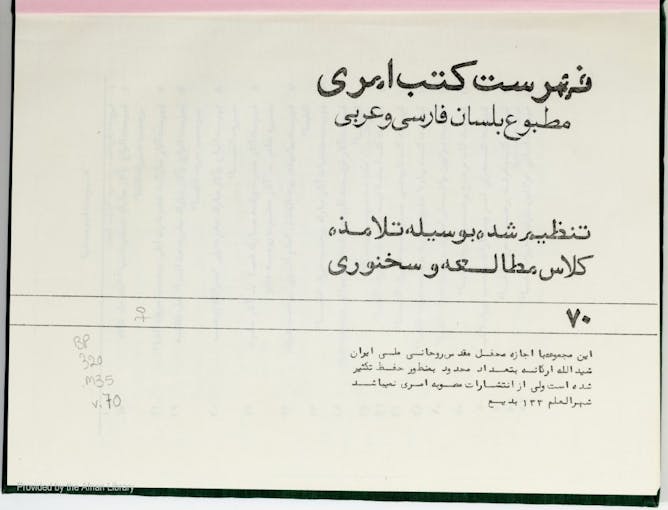 فهرست کتب امری
مطبوع بلسان فارسی و عربی
تنظیم شده بوسیله تلامذه
کلاس مطالعه و سخنوری
۷۰
این مجموعه با اجازه محفل مقدس روحانی ملی ایران
شیدالله ارکانه بتعداد محدود بمنظور حفظ تکثیر
شده است ولی از انتشارات مصوبه امری نمیباشد
شهرالعلم ۱۳۲ بدیع
70
BP
320
M35
v.70
Provided by the Afnan Library